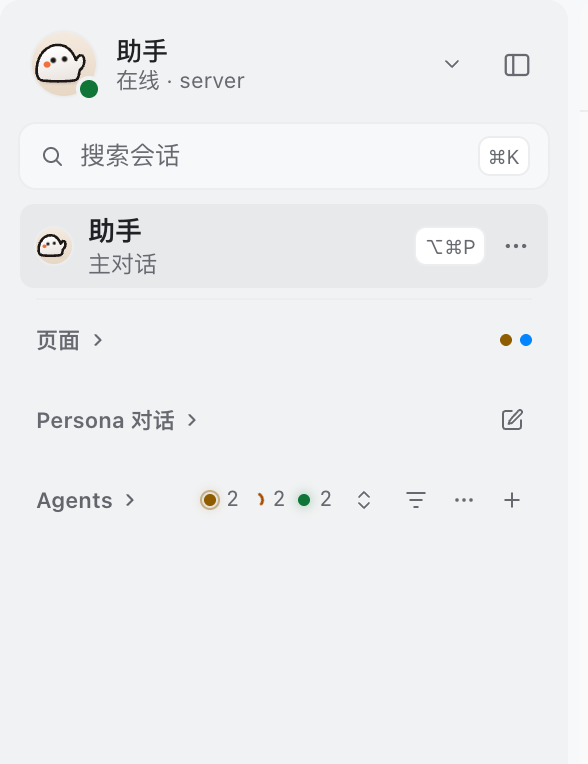 助手
在线 · server
搜索会话 ⌘K
助手
主对话 ⌥⌘P
页面
Persona 对话
Agents 2 2 2